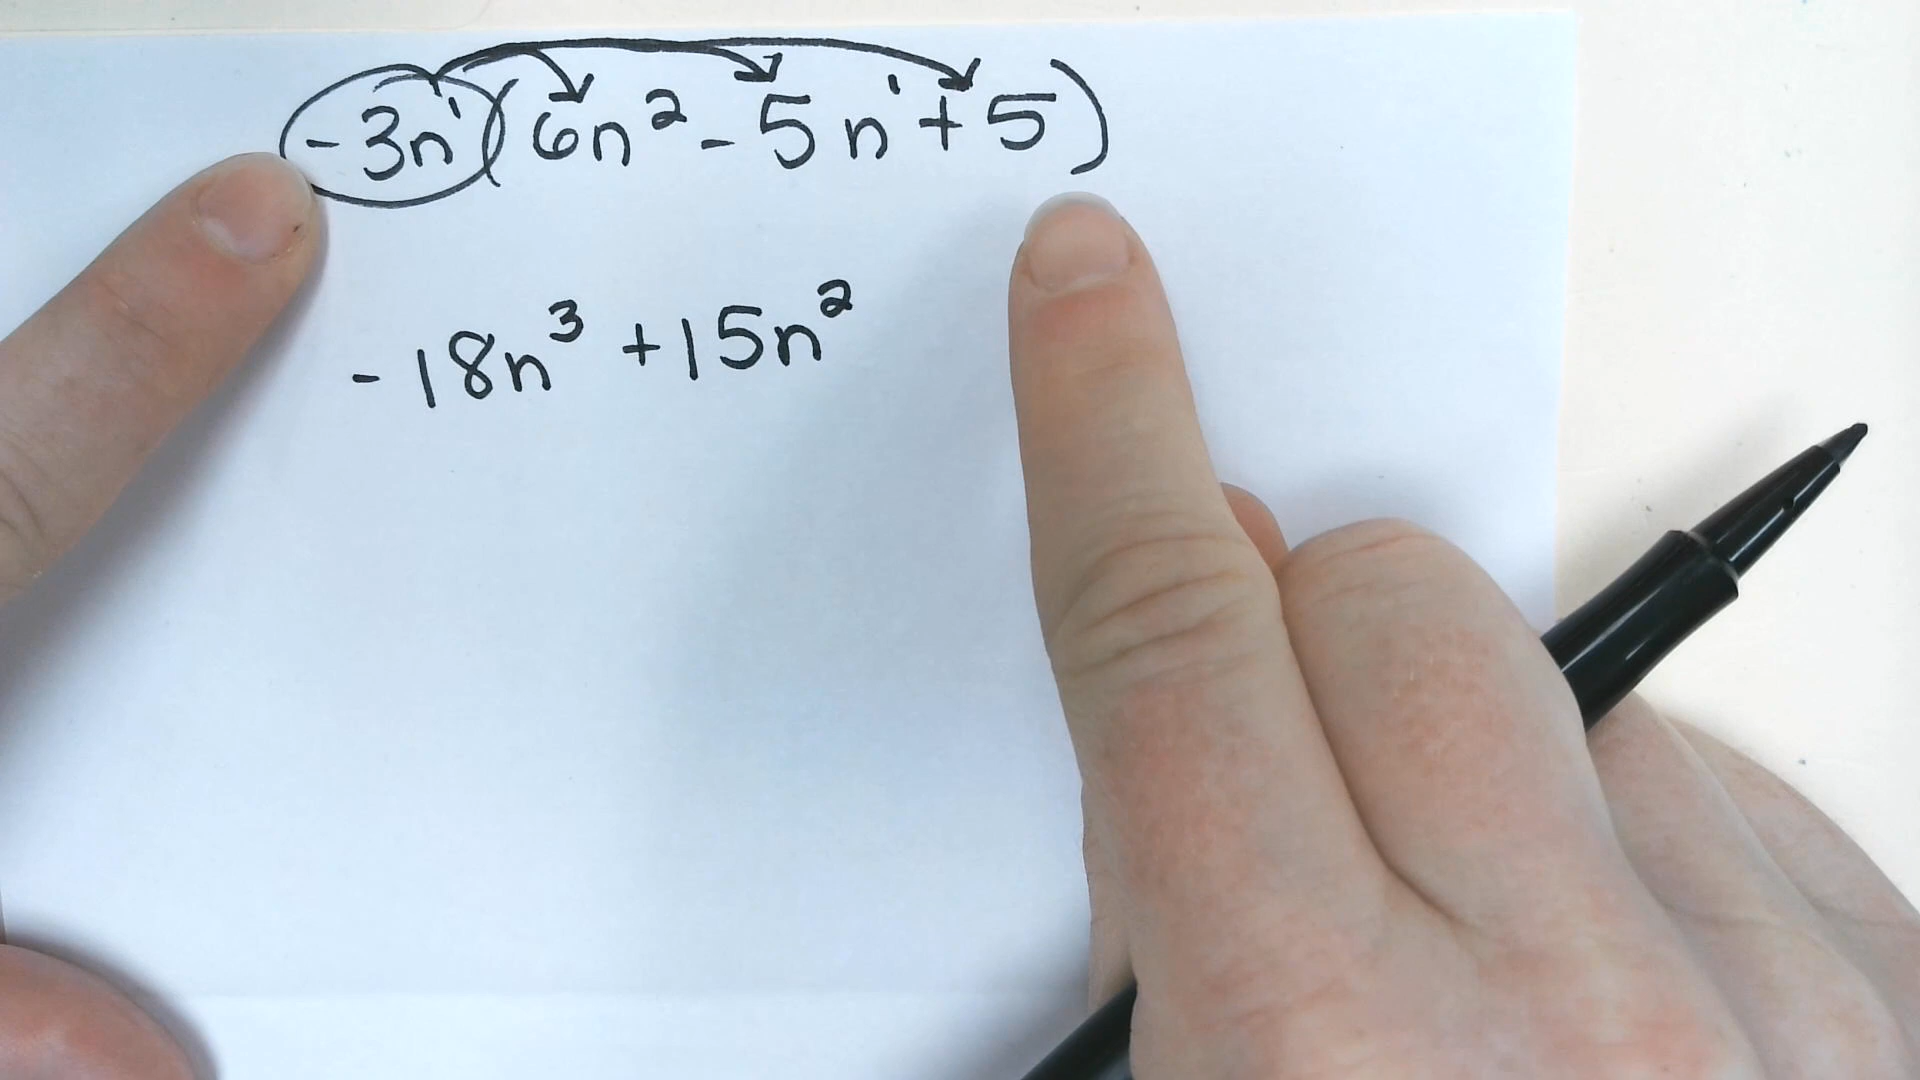 -3n¹(6n² - 5n¹ + 5)
-18n³ + 15n²